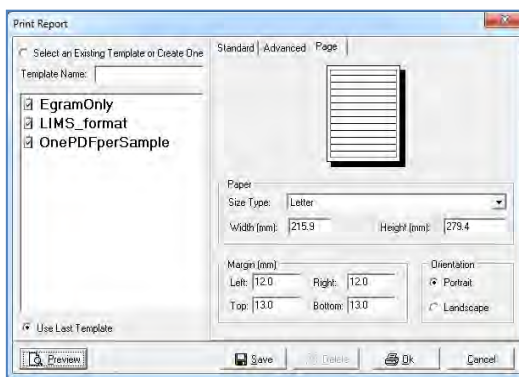 Print Report
Select an Existing Template or Create One
Template Name:
EgramOnly
LIMS_format
OnePDFperSample
Use Last Template
Preview
Standard Advanced Page
Paper
Size Type: Letter
Width (mm): 215.9 Height (mm): 279.4
Margin (mm)
Left: 12.0 Right: 12.0
Top: 13.0 Bottom: 13.0
Orientation
Portrait
Landscape
Save Delete Ok Cancel